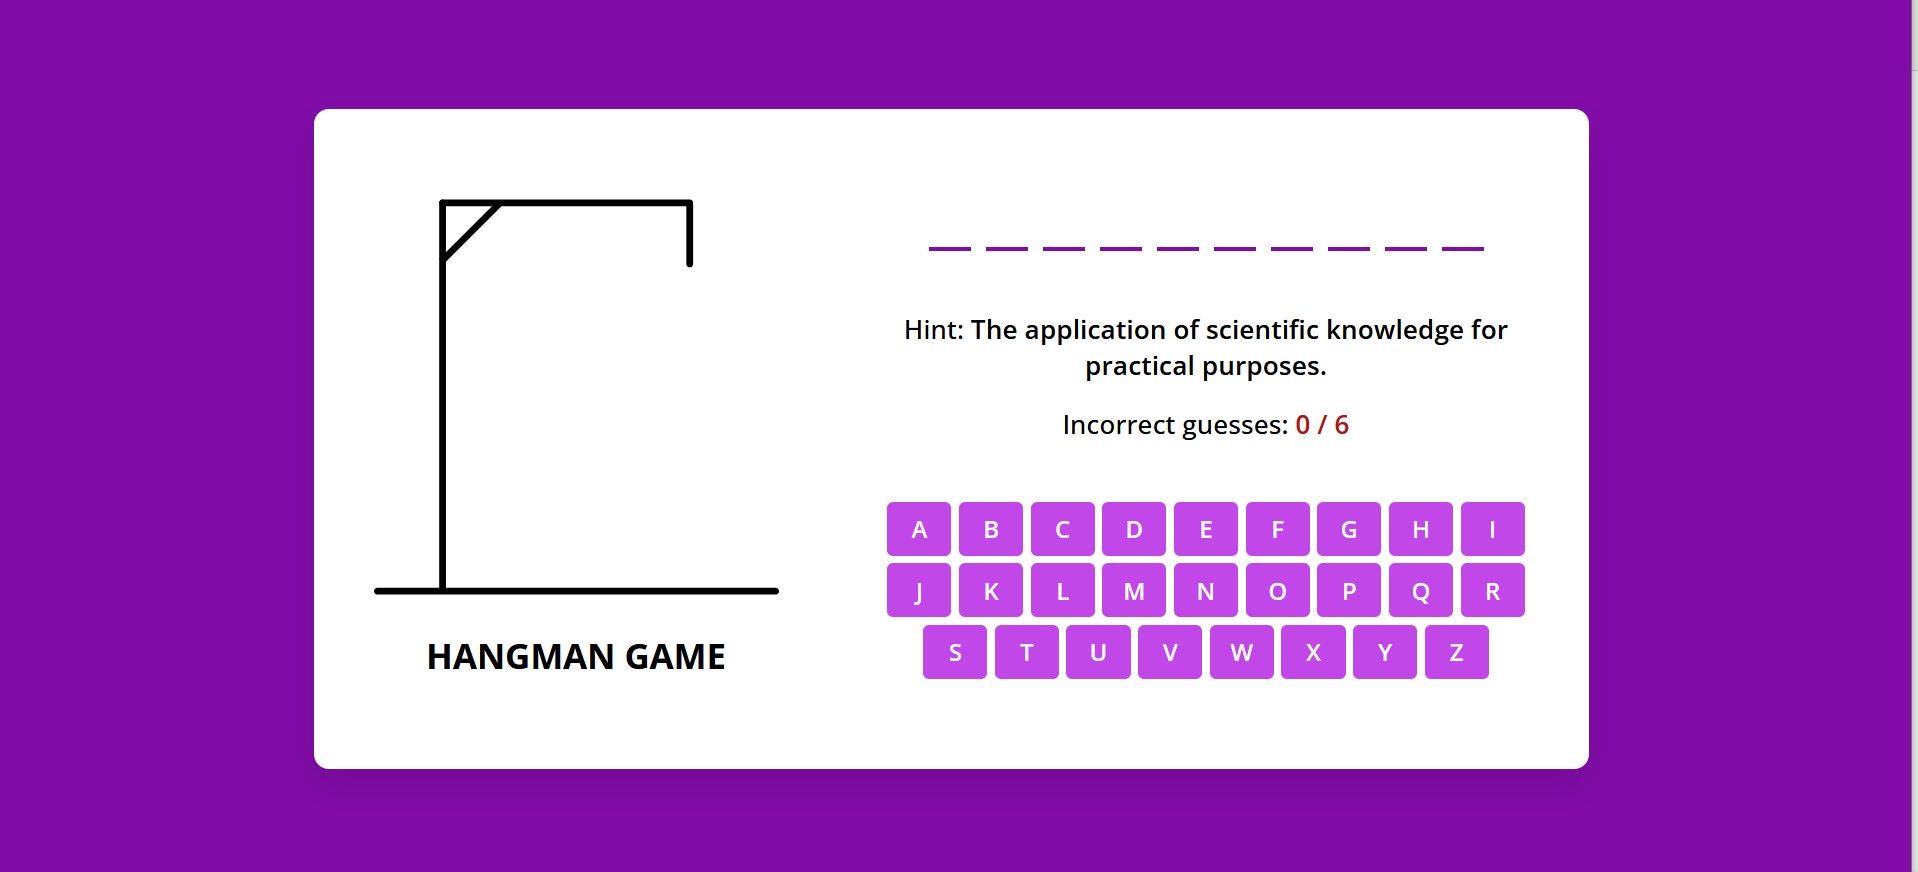 Hint: The application of scientific knowledge for
practical purposes.
Incorrect guesses: 0 / 6
A B C D E F G H I
J K L M N O P Q R
S T U V W X Y Z
HANGMAN GAME